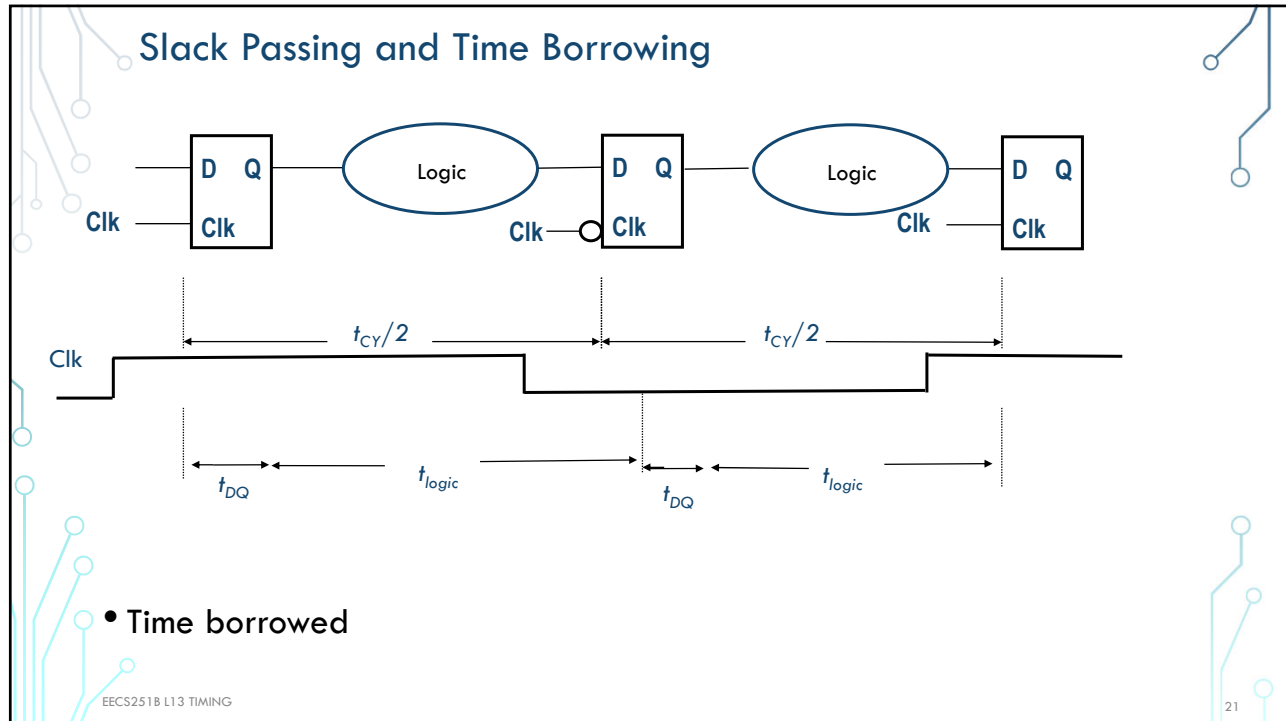 Slack Passing and Time Borrowing
D Q Logic D Q Logic D Q
Clk Clk Clk Clk Clk Clk
t_CY/2 t_CY/2
Clk
t_DQ t_logic t_DQ t_logic
• Time borrowed
EECS251B L13 TIMING 21